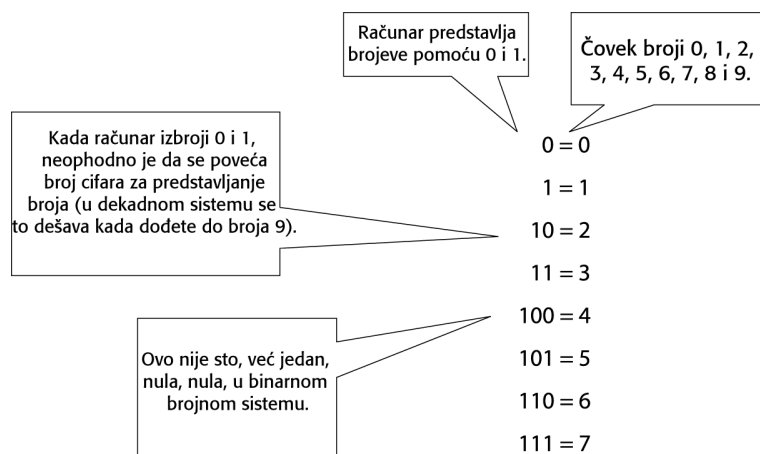 Računar predstavlja
brojeve pomoću 0 i 1.
Čovek broji 0, 1, 2,
3, 4, 5, 6, 7, 8 i 9.
Kada računar izbroji 0 i 1,
neophodno je da se poveća
broj cifara za predstavljanje
broja (u dekadnom sistemu se
to dešava kada dođete do broja 9).
0 = 0
1 = 1
10 = 2
11 = 3
Ovo nije sto, već jedan,
nula, nula, u binarnom
brojnom sistemu.
100 = 4
101 = 5
110 = 6
111 = 7